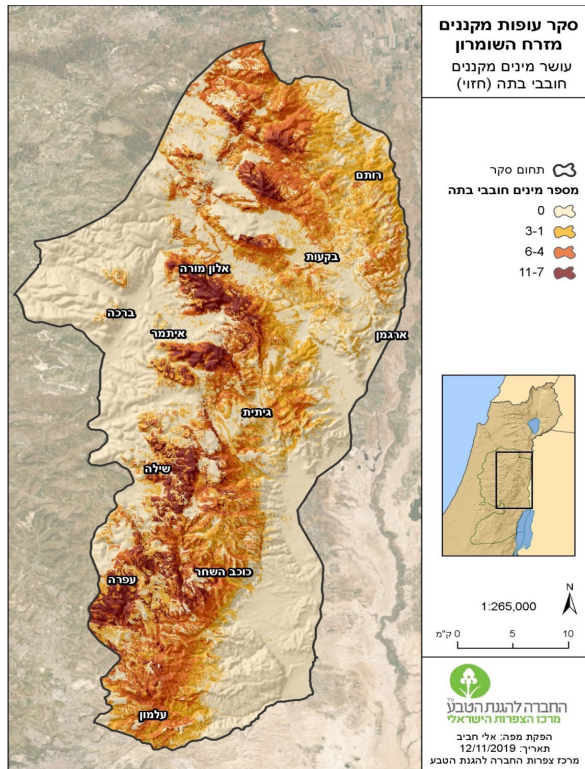 סקר עופות מקננים
מזרח השומרון
עושר מינים מקננים
חובבי בתה (חזוי)
תחום סקר
מספר מינים חובבי בתה
0
3-1
6-4
11-7
רותם
בקעות
אלון מורה
ברכה
איתמר
ארגמן
גיתית
שילה
כוכב השחר
עפרה
עלמון
N
1:265,000
ק"מ
0 5 10
החברה להגנת הטבע
מרכז הצפרות הישראלי
הפקת מפה: אלי חביב
תאריך: 12/11/2019
מרכז צפרות החברה להגנת הטבע